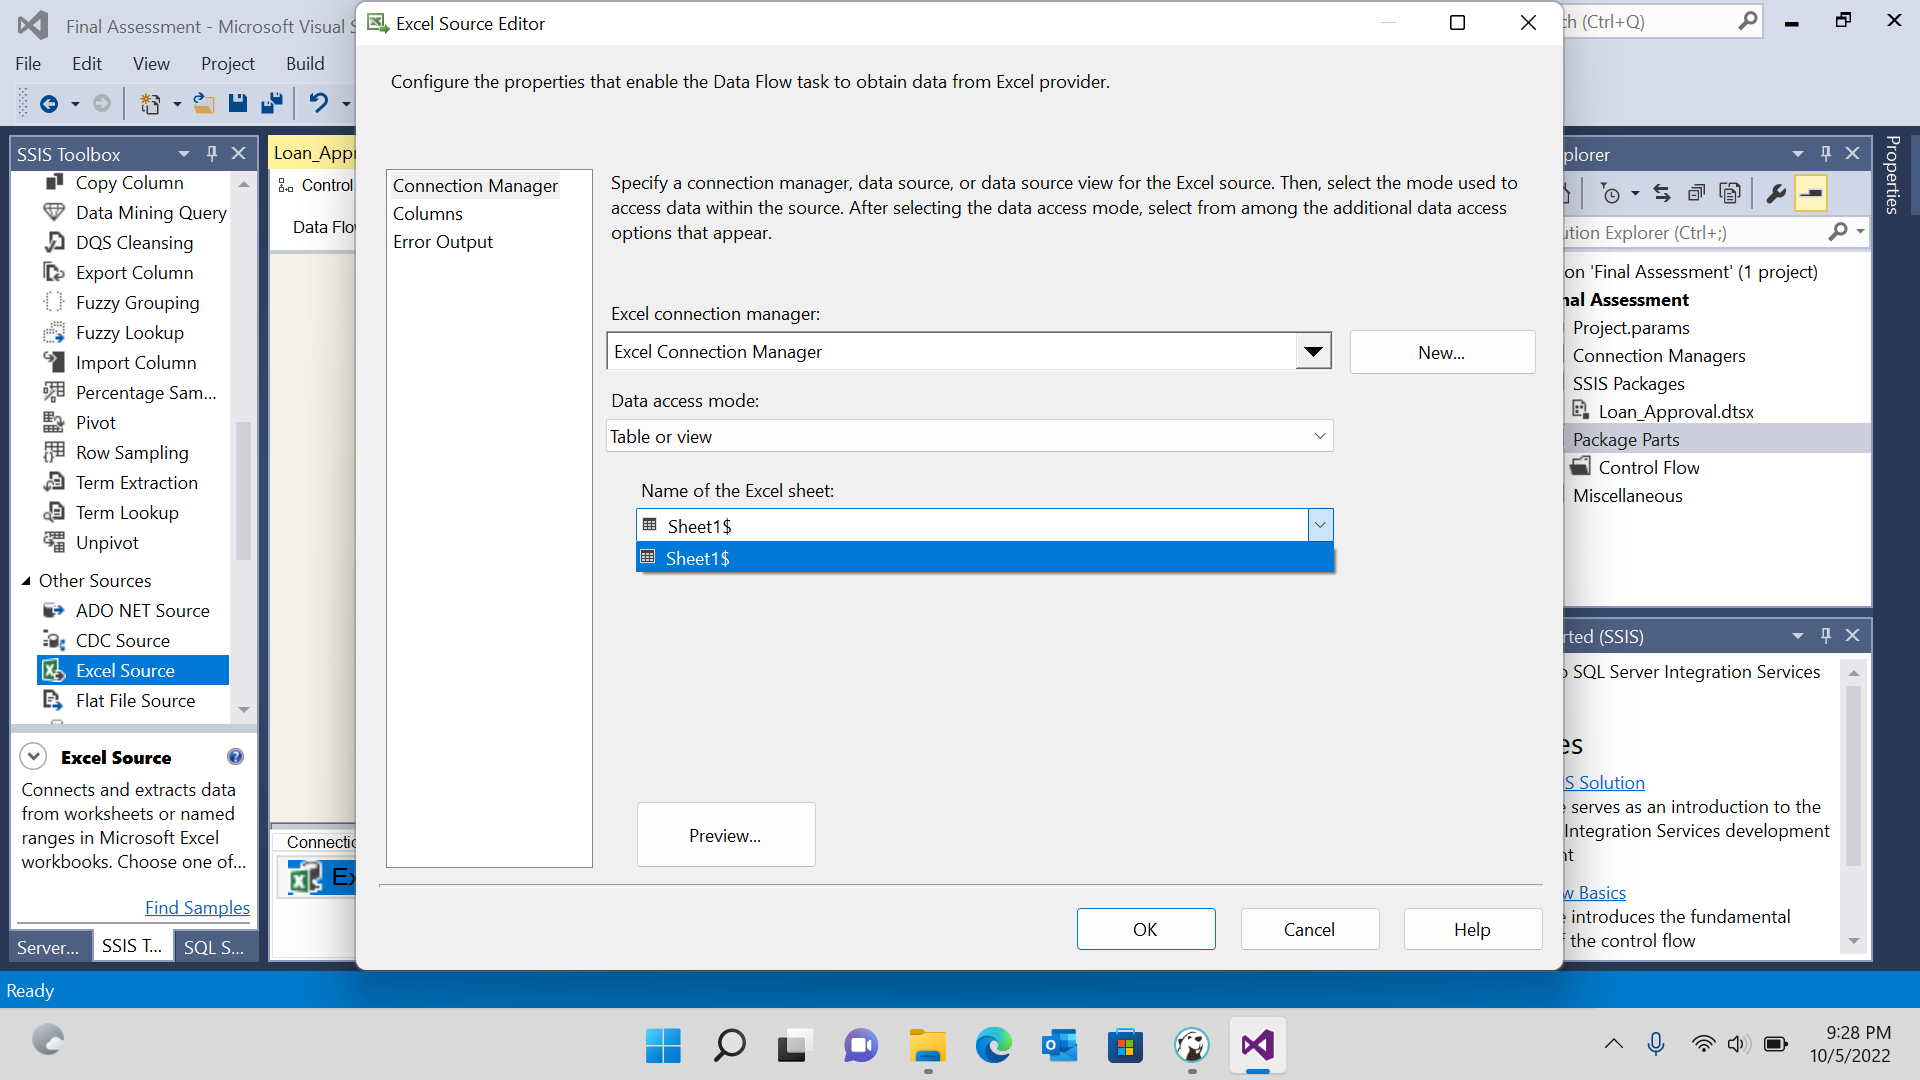 Final Assessment - Microsoft Visual S
Excel Source Editor
ch (Ctrl+Q)
File Edit View Project Build
Configure the properties that enable the Data Flow task to obtain data from Excel provider.
SSIS Toolbox
Copy Column
Data Mining Query
DQS Cleansing
Export Column
Fuzzy Grouping
Fuzzy Lookup
Import Column
Percentage Sam...
Pivot
Row Sampling
Term Extraction
Term Lookup
Unpivot
Other Sources
ADO NET Source
CDC Source
Excel Source
Flat File Source
Excel Source
Connects and extracts data
from worksheets or named
ranges in Microsoft Excel
workbooks. Choose one of...
Find Samples
Server... SSIS T... SQL S...
Loan_Appr
Control
Data Flow
Connectio
Ex
Connection Manager
Columns
Error Output
Specify a connection manager, data source, or data source view for the Excel source. Then, select the mode used to
access data within the source. After selecting the data access mode, select from among the additional data access
options that appear.
Excel connection manager:
Excel Connection Manager
New...
Data access mode:
Table or view
Name of the Excel sheet:
Sheet1$
Sheet1$
Preview...
OK Cancel Help
plorer
Properties
ution Explorer (Ctrl+;)
on 'Final Assessment' (1 project)
nal Assessment
Project.params
Connection Managers
SSIS Packages
Loan_Approval.dtsx
Package Parts
Control Flow
Miscellaneous
rted (SSIS)
o SQL Server Integration Services
es
S Solution
e serves as an introduction to the
Integration Services development
nt
w Basics
e introduces the fundamental
f the control flow
Ready
9:28 PM
10/5/2022